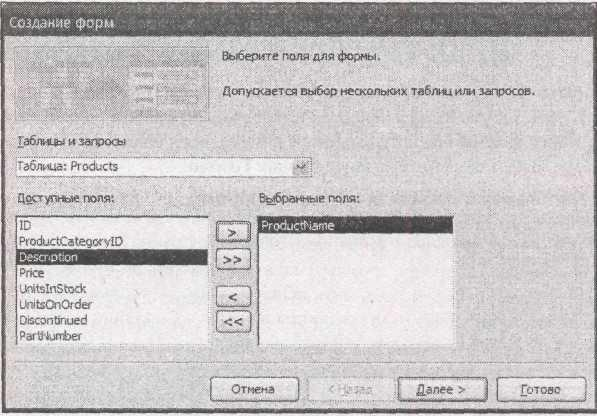 Создание форм
Выберите поля для формы.
Допускается выбор нескольких таблиц или запросов.
Таблицы и запросы
Таблица: Products
Доступные поля:
Выбранные поля:
ID
ProductCategoryID
Description
Price
UnitsInStock
UnitsOnOrder
Discontinued
PartNumber
>
>>
<
<<
ProductName
Отмена
< Назад
Далее >
Готово